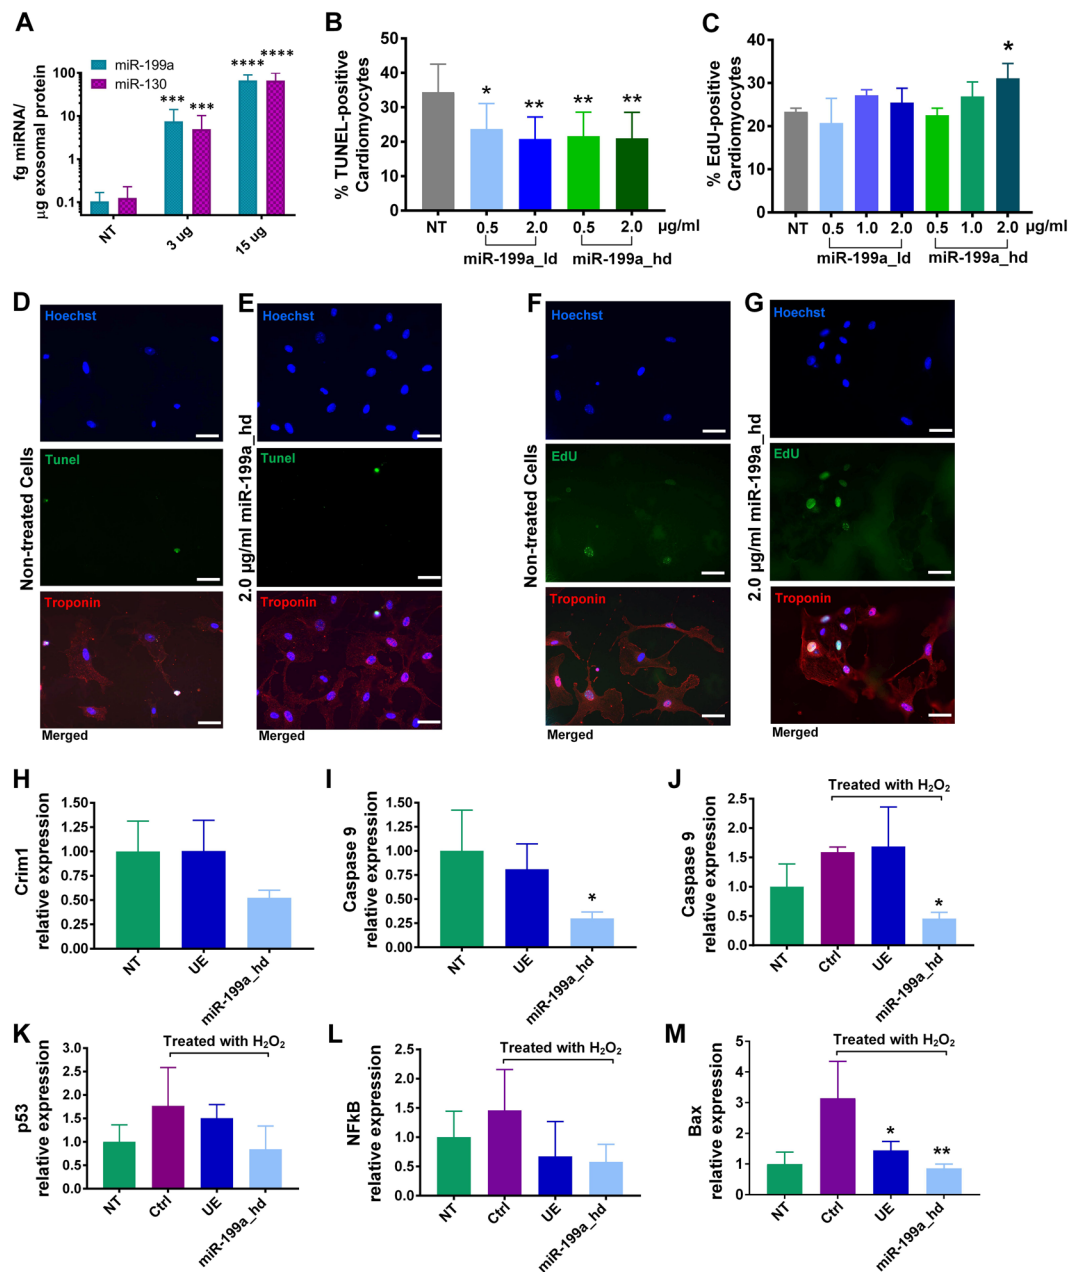 A
miR-199a
miR-130
fg miRNA/
µg exosomal protein
100
10
1
0.1
***
***
****
****
NT
3 ug
15 ug
B
% TUNEL-positive
Cardiomyocytes
60
50
40
30
20
10
0
*
**
**
**
NT
0.5
2.0
0.5
2.0
µg/ml
miR-199a_ld
miR-199a_hd
C
% EdU-positive
Cardiomyocytes
40
30
20
10
0
*
NT
0.5
1.0
2.0
0.5
1.0
2.0
µg/ml
miR-199a_ld
miR-199a_hd
D
Non-treated Cells
Hoechst
Tunel
Troponin
Merged
E
2.0 µg/ml miR-199a_hd
Hoechst
Tunel
Troponin
Merged
F
Non-treated Cells
Hoechst
EdU
Troponin
Merged
G
2.0 µg/ml miR-199a_hd
Hoechst
EdU
Troponin
Merged
H
Crim1
relative expression
1.50
1.25
1.00
0.75
0.50
0.25
0.00
NT
UE
miR-199a_hd
I
Caspase 9
relative expression
1.50
1.25
1.00
0.75
0.50
0.25
0.00
*
NT
UE
miR-199a_hd
J
Treated with H₂O₂
Caspase 9
relative expression
2.5
2.0
1.5
1.0
0.5
0.0
*
NT
Ctrl
UE
miR-199a_hd
K
Treated with H₂O₂
p53
relative expression
3.0
2.5
2.0
1.5
1.0
0.5
0.0
NT
Ctrl
UE
miR-199a_hd
L
Treated with H₂O₂
NFkB
relative expression
2.5
2.0
1.5
1.0
0.5
0.0
NT
Ctrl
UE
miR-199a_hd
M
Treated with H₂O₂
Bax
relative expression
5
4
3
2
1
0
*
**
NT
Ctrl
UE
miR-199a_hd